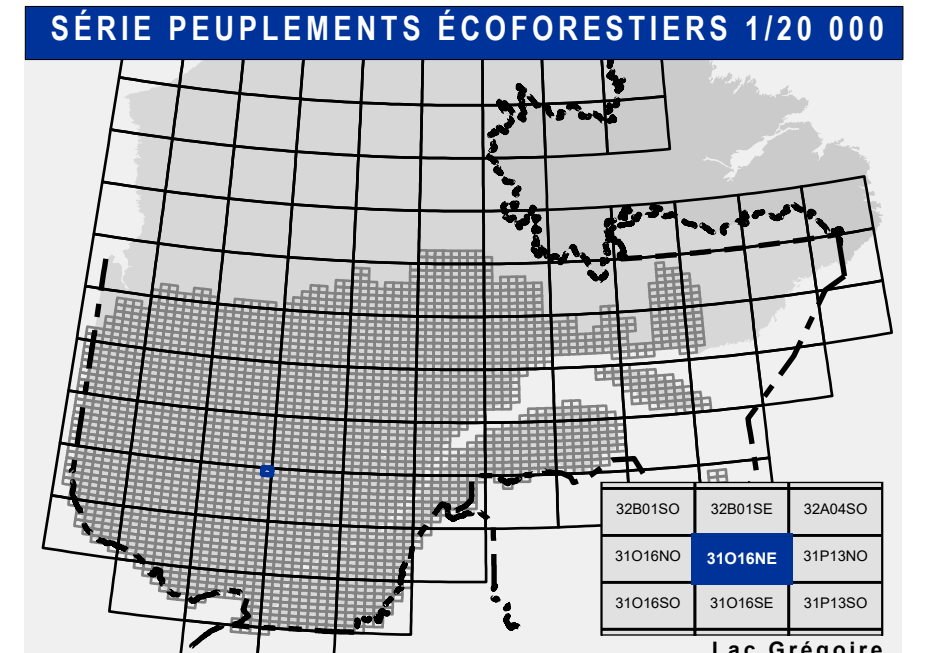 SÉRIE PEUPLEMENTS ÉCOFORESTIERS 1/20 000
32B01SO 32B01SE 32A04SO
31O16NO 31O16NE 31P13NO
31O16SO 31O16SE 31P13SO
Lac Grégoire